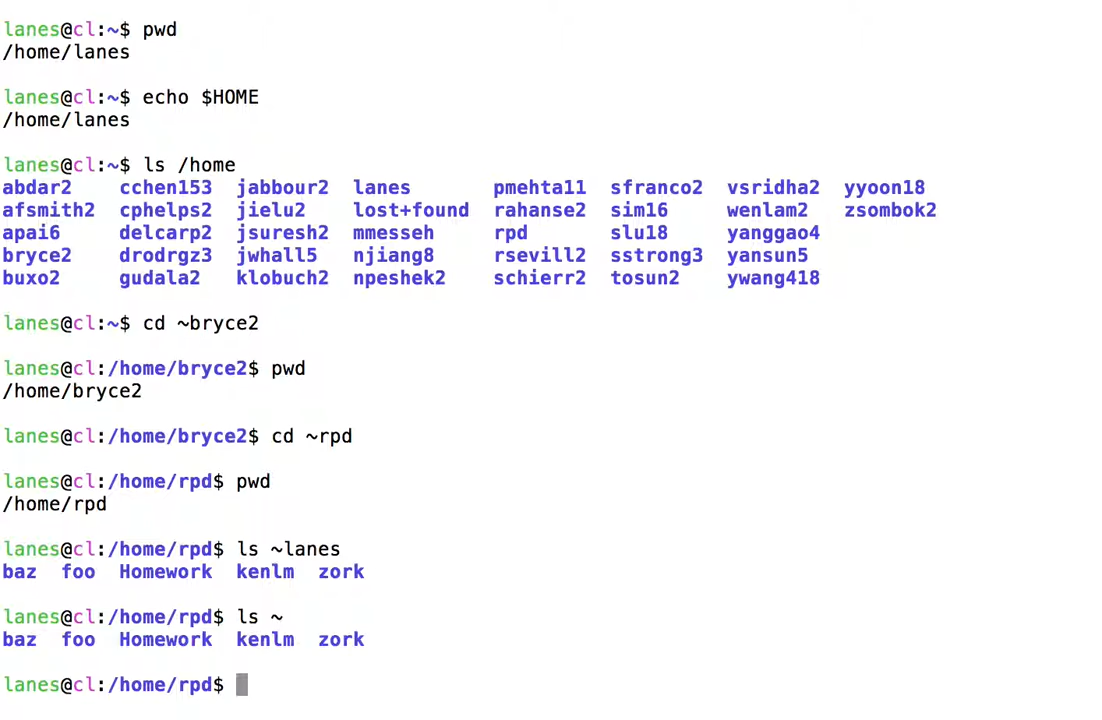 lanes@cl:~$ pwd
/home/lanes
lanes@cl:~$ echo $HOME
/home/lanes
lanes@cl:~$ ls /home
abdar2    cchen153  jabbour2  lanes       pmehta11  sfranco2  vsridha2  yyoon18
afsmith2  cphelps2  jielu2    lost+found  rahanse2  sim16     wenlam2   zsombok2
apai6     delcarp2  jsuresh2  mmesseh     rpd       slu18     yanggao4
bryce2    drodrgz3  jwhall5   njiang8     rsevill2  sstrong3  yansun5
buxo2     gudala2   klobuch2  npeshek2    schierr2  tosun2    ywang418
lanes@cl:~$ cd ~bryce2
lanes@cl:/home/bryce2$ pwd
/home/bryce2
lanes@cl:/home/bryce2$ cd ~rpd
lanes@cl:/home/rpd$ pwd
/home/rpd
lanes@cl:/home/rpd$ ls ~lanes
baz  foo  Homework  kenlm  zork
lanes@cl:/home/rpd$ ls ~
baz  foo  Homework  kenlm  zork
lanes@cl:/home/rpd$